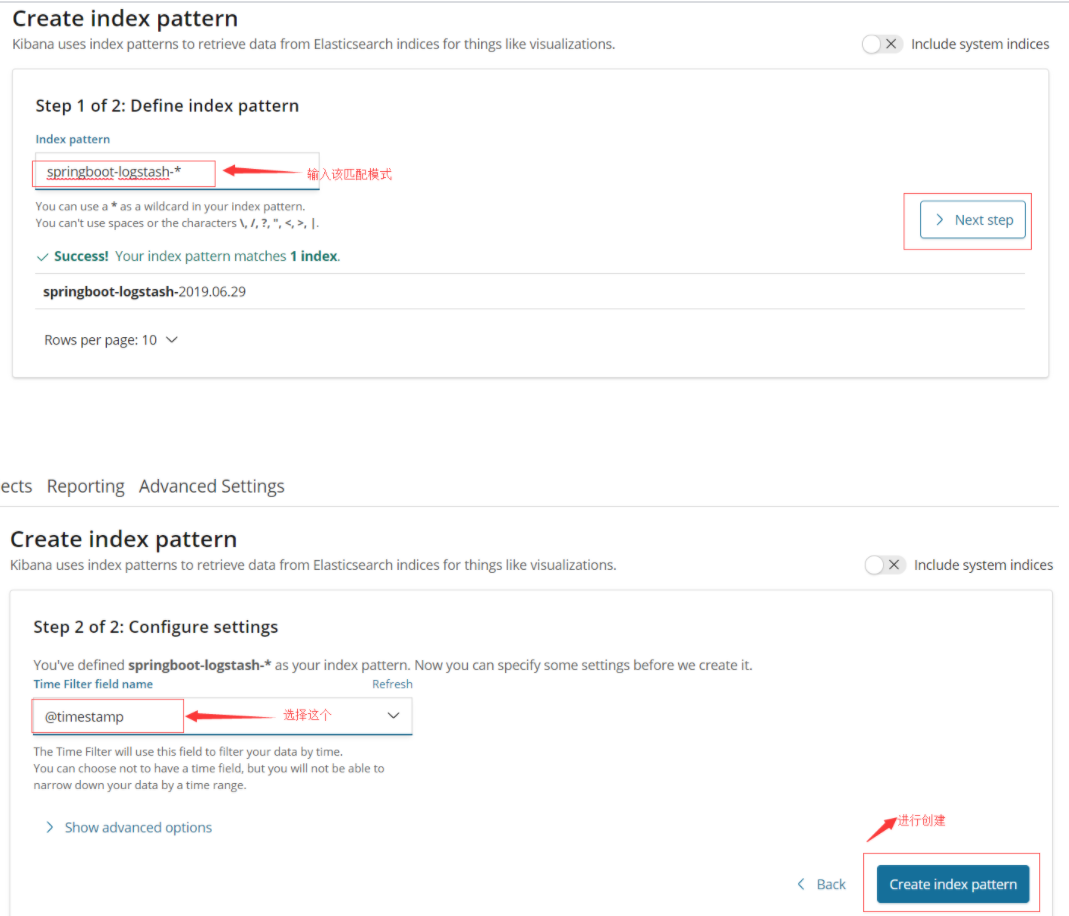 Create index pattern
Kibana uses index patterns to retrieve data from Elasticsearch indices for things like visualizations.
Include system indices
Step 1 of 2: Define index pattern
Index pattern
springboot-logstash-*
输入该匹配模式
You can use a * as a wildcard in your index pattern.
You can't use spaces or the characters \, /, ?, ", <, >, |.
Next step
Success! Your index pattern matches 1 index.
springboot-logstash-2019.06.29
Rows per page: 10
ects Reporting Advanced Settings
Create index pattern
Kibana uses index patterns to retrieve data from Elasticsearch indices for things like visualizations.
Include system indices
Step 2 of 2: Configure settings
You've defined springboot-logstash-* as your index pattern. Now you can specify some settings before we create it.
Time Filter field name Refresh
@timestamp
选择这个
The Time Filter will use this field to filter your data by time.
You can choose not to have a time field, but you will not be able to
narrow down your data by a time range.
Show advanced options
进行创建
Back
Create index pattern